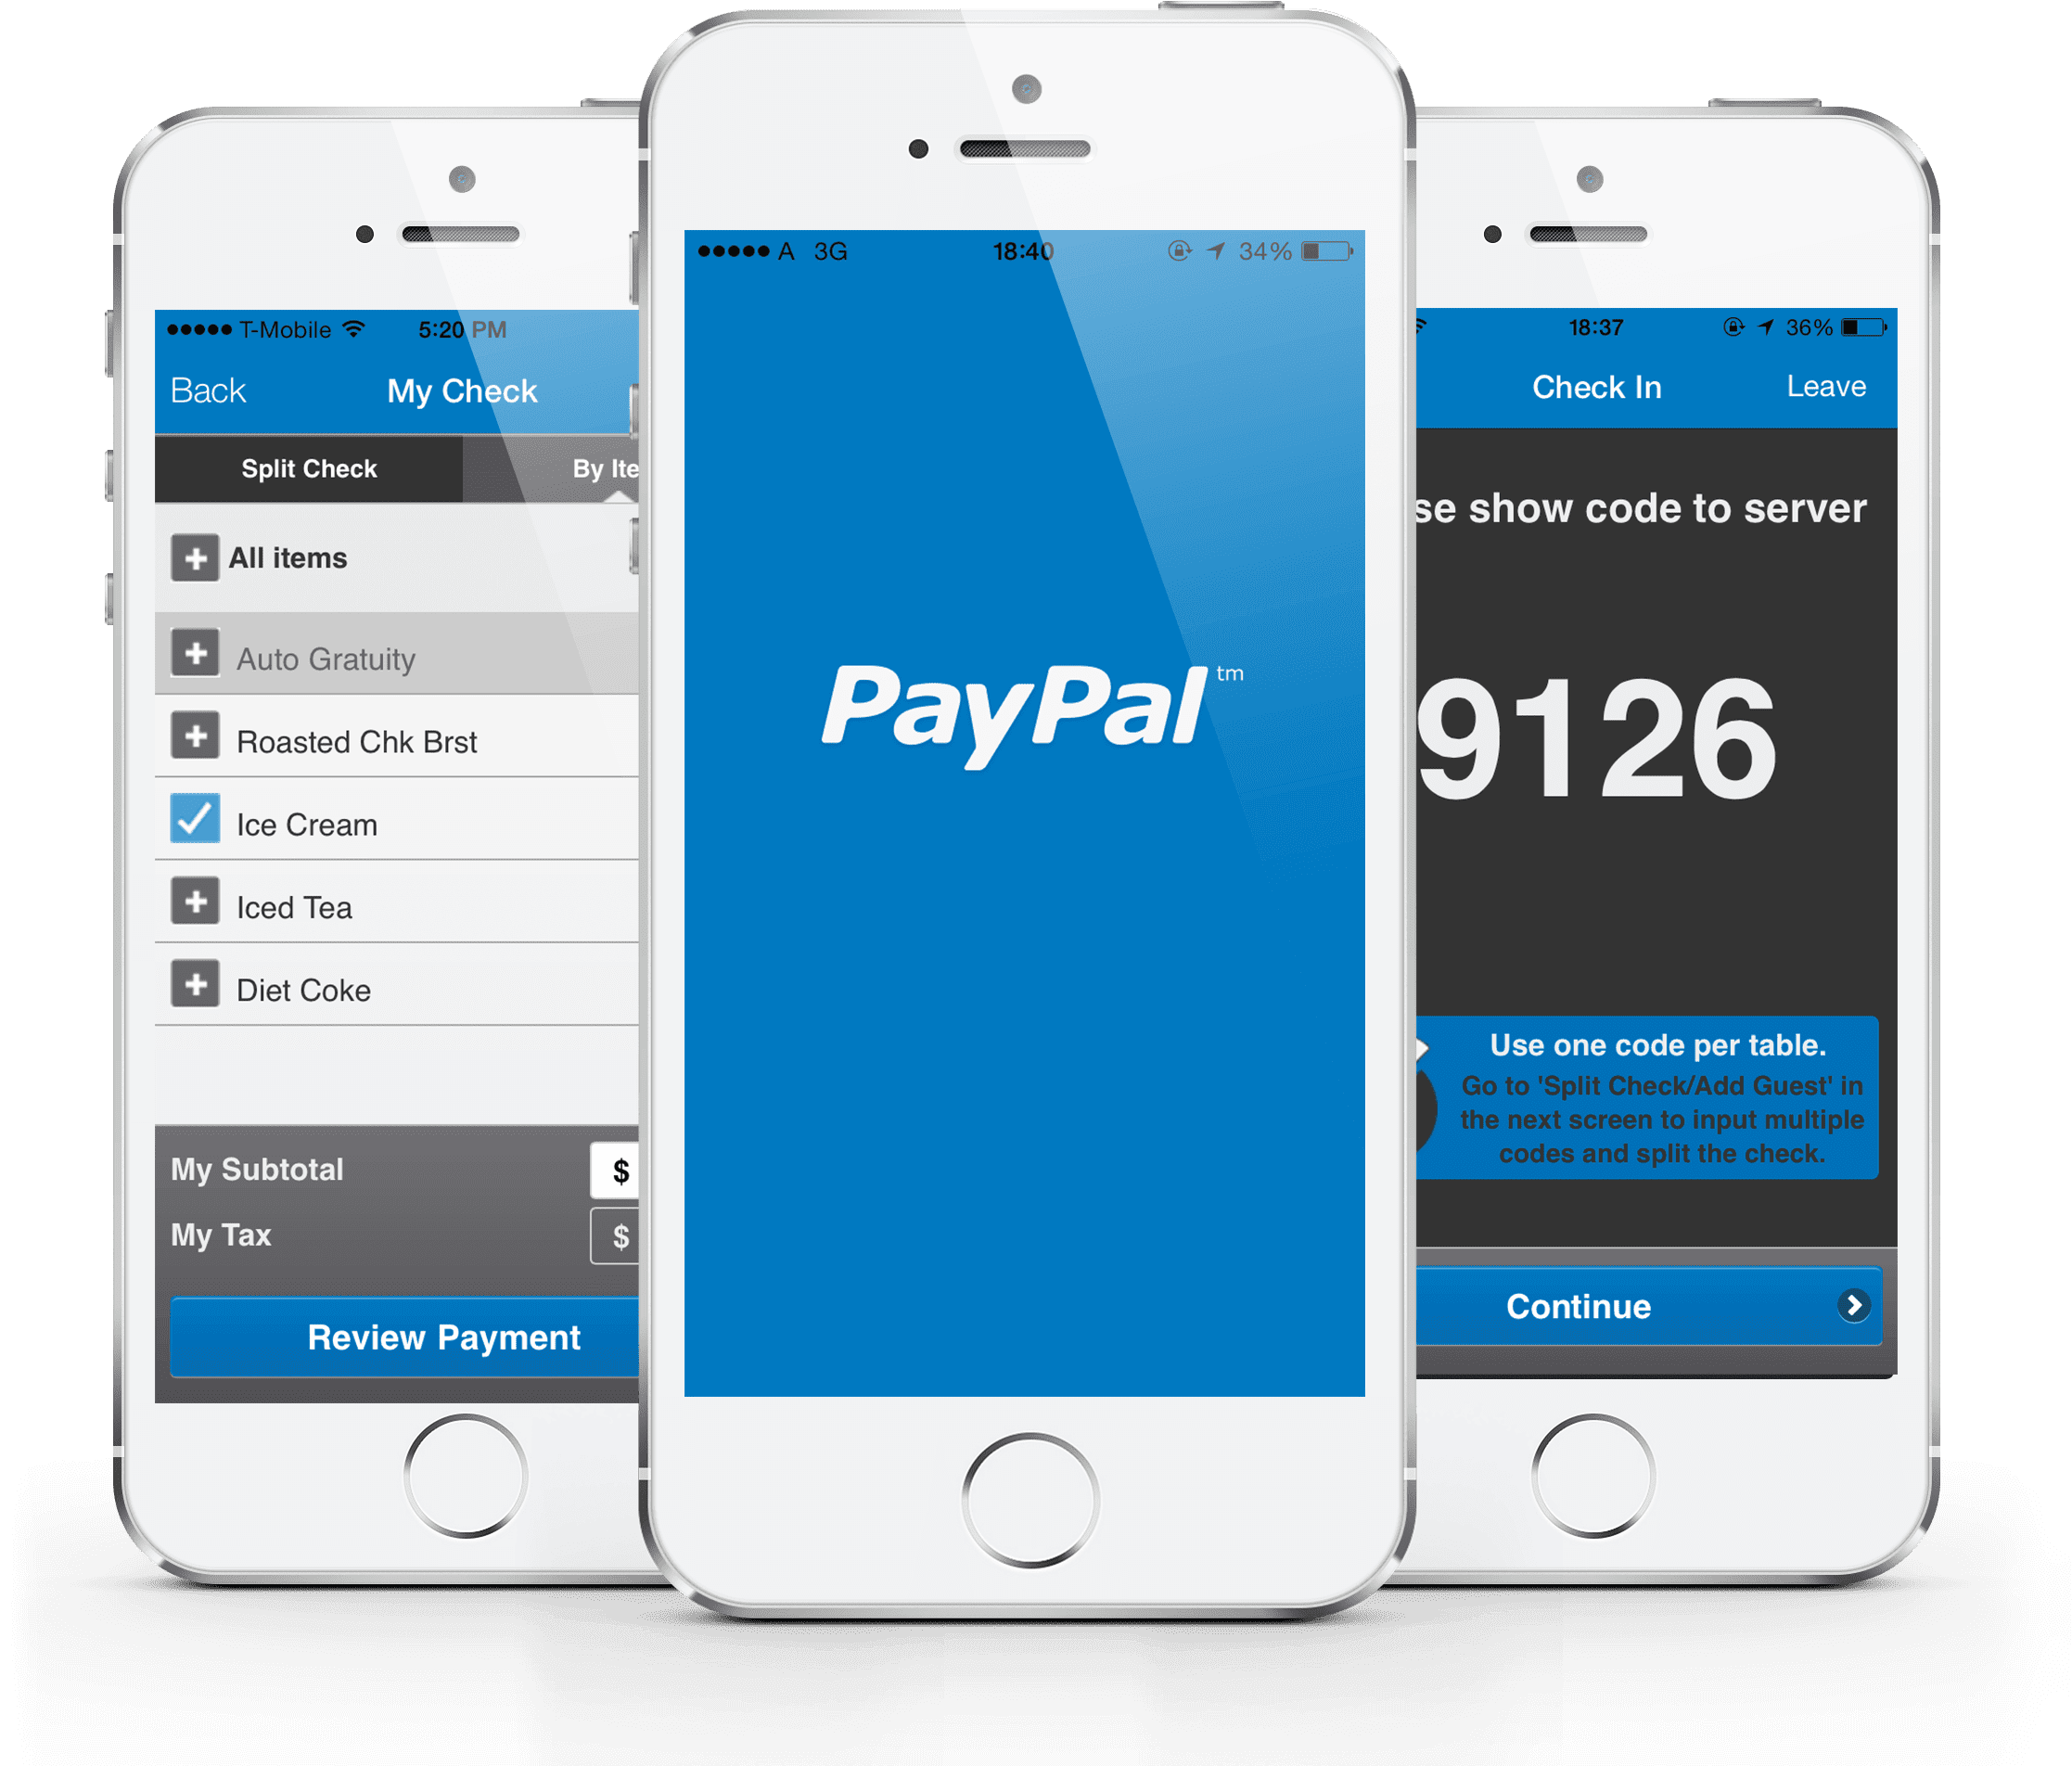 T-Mobile 5:20 PM
Back My Check
Split Check By Ite
All items
Auto Gratuity
Roasted Chk Brst
Ice Cream
Iced Tea
Diet Coke
My Subtotal $
My Tax $
Review Payment
A 3G 18:40 34%
PayPal tm
18:37 36%
Check In Leave
se show code to server
9126
Use one code per table.
Go to 'Split Check/Add Guest' in
the next screen to input multiple
codes and split the check.
Continue